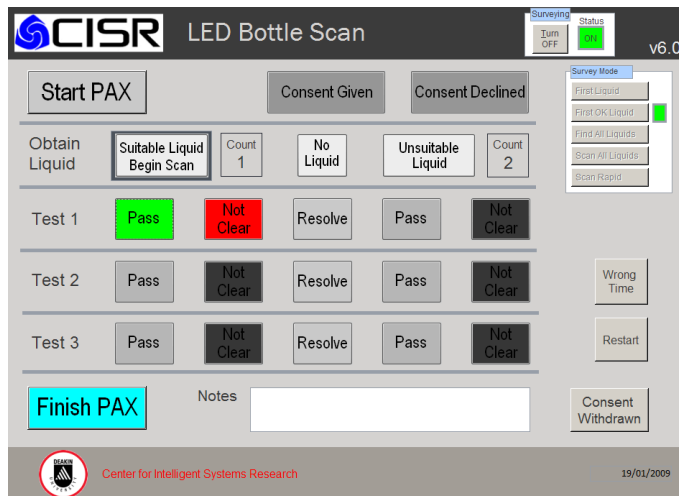 CISR
LED Bottle Scan
Surveying
Turn
OFF
Status
ON
v6.0
Start PAX
Consent Given
Consent Declined
Survey Mode
First Liquid
First OK Liquid
Find All Liquids
Scan All Liquids
Scan Rapid
Obtain
Liquid
Suitable Liquid
Begin Scan
Count
1
No
Liquid
Unsuitable
Liquid
Count
2
Test 1
Pass
Not
Clear
Resolve
Pass
Not
Clear
Test 2
Pass
Not
Clear
Resolve
Pass
Not
Clear
Wrong
Time
Test 3
Pass
Not
Clear
Resolve
Pass
Not
Clear
Restart
Finish PAX
Notes
Consent
Withdrawn
DEAKIN
Center for Intelligent Systems Research
19/01/2009